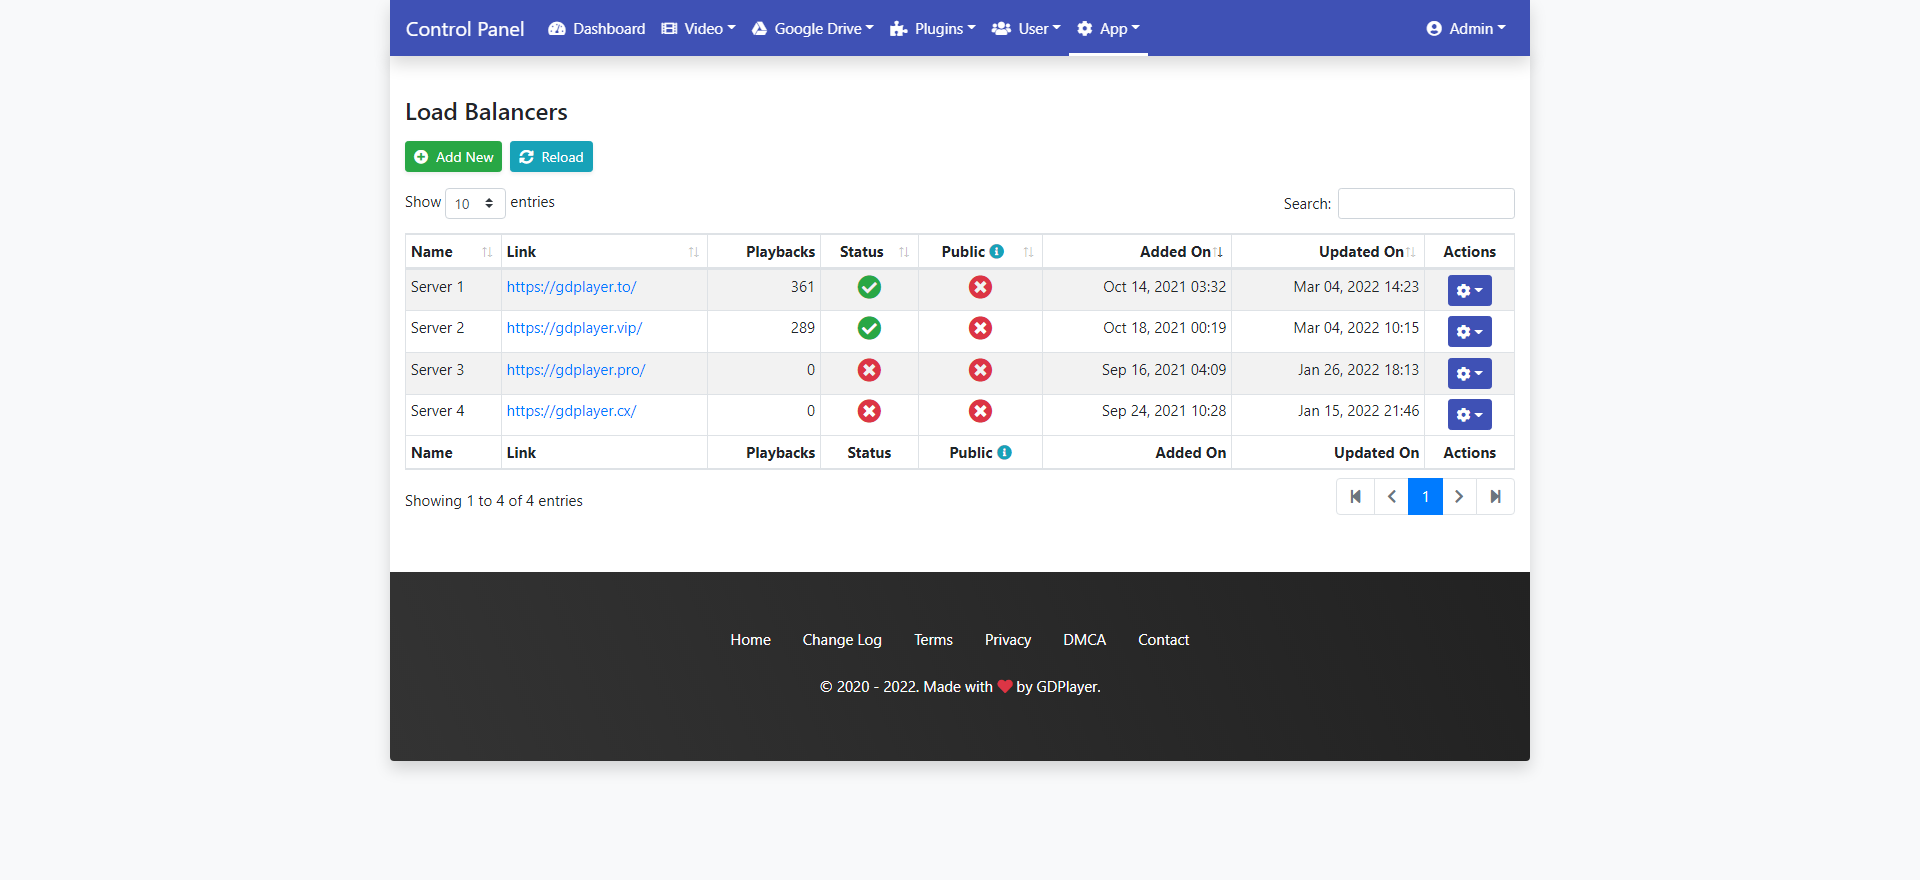 Control Panel Dashboard Video Google Drive Plugins User App Admin
Load Balancers
Add New Reload
Show 10 entries Search:
Name Link Playbacks Status Public Added On Updated On Actions
Server 1 https://gdplayer.to/ 361 Oct 14, 2021 03:32 Mar 04, 2022 14:23
Server 2 https://gdplayer.vip/ 289 Oct 18, 2021 00:19 Mar 04, 2022 10:15
Server 3 https://gdplayer.pro/ 0 Sep 16, 2021 04:09 Jan 26, 2022 18:13
Server 4 https://gdplayer.cx/ 0 Sep 24, 2021 10:28 Jan 15, 2022 21:46
Name Link Playbacks Status Public Added On Updated On Actions
Showing 1 to 4 of 4 entries 1
Home Change Log Terms Privacy DMCA Contact
© 2020 - 2022. Made with ❤ by GDPlayer.